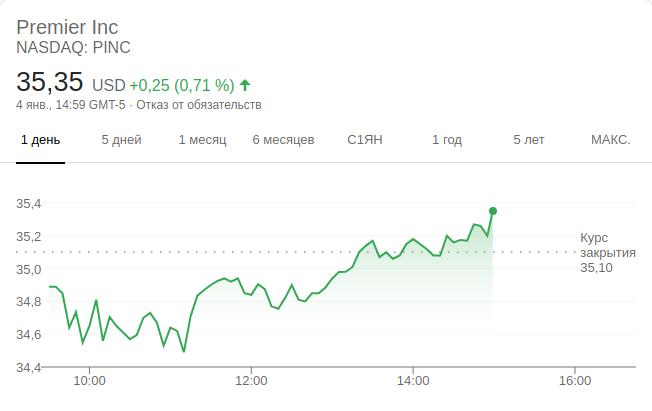 Premier Inc
NASDAQ: PINC
35,35 USD +0,25 (0,71 %)
4 янв., 14:59 GMT-5 · Отказ от обязательств
1 день 5 дней 1 месяц 6 месяцев С1ЯН 1 год 5 лет МАКС.
35,4
35,2
35,0
34,8
34,6
34,4
Курс
закрытия
35,10
10:00 12:00 14:00 16:00